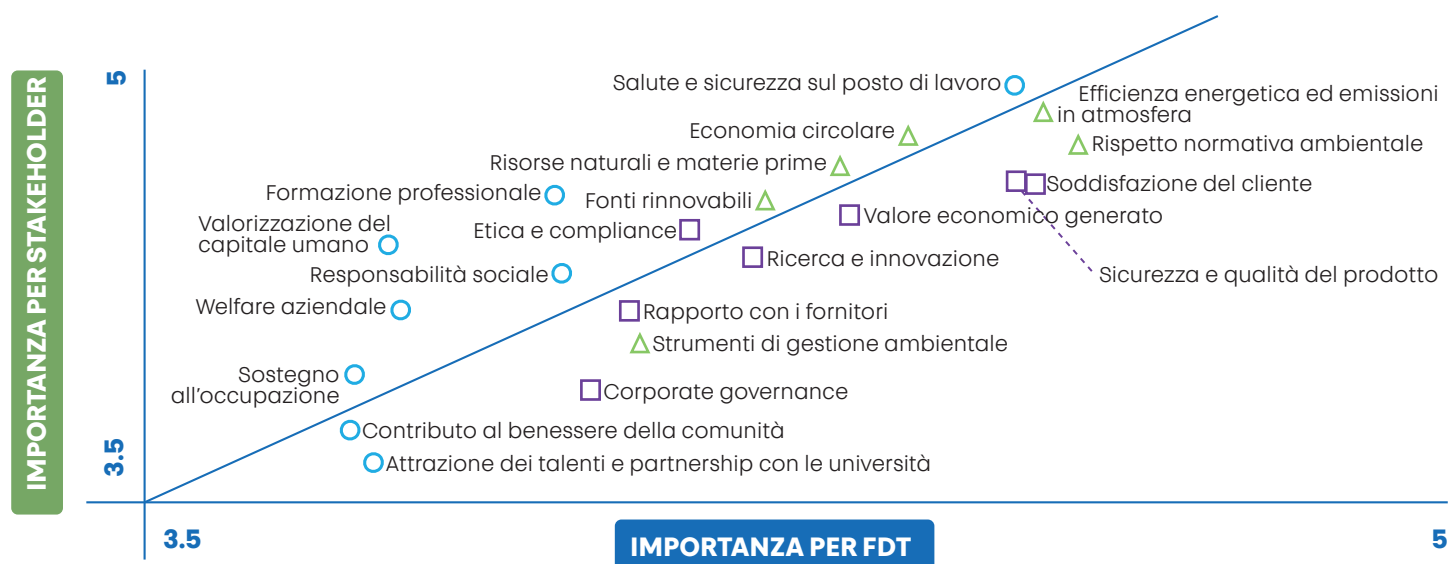 IMPORTANZA PER STAKEHOLDER
5
3.5
Salute e sicurezza sul posto di lavoro
Efficienza energetica ed emissioni
in atmosfera
Economia circolare
Rispetto normativa ambientale
Risorse naturali e materie prime
Soddisfazione del cliente
Formazione professionale
Fonti rinnovabili
Valore economico generato
Valorizzazione del
capitale umano
Etica e compliance
Ricerca e innovazione
Responsabilità sociale
Sicurezza e qualità del prodotto
Welfare aziendale
Rapporto con i fornitori
Strumenti di gestione ambientale
Sostegno
all’occupazione
Corporate governance
Contributo al benessere della comunità
Attrazione dei talenti e partnership con le università
3.5
IMPORTANZA PER FDT
5